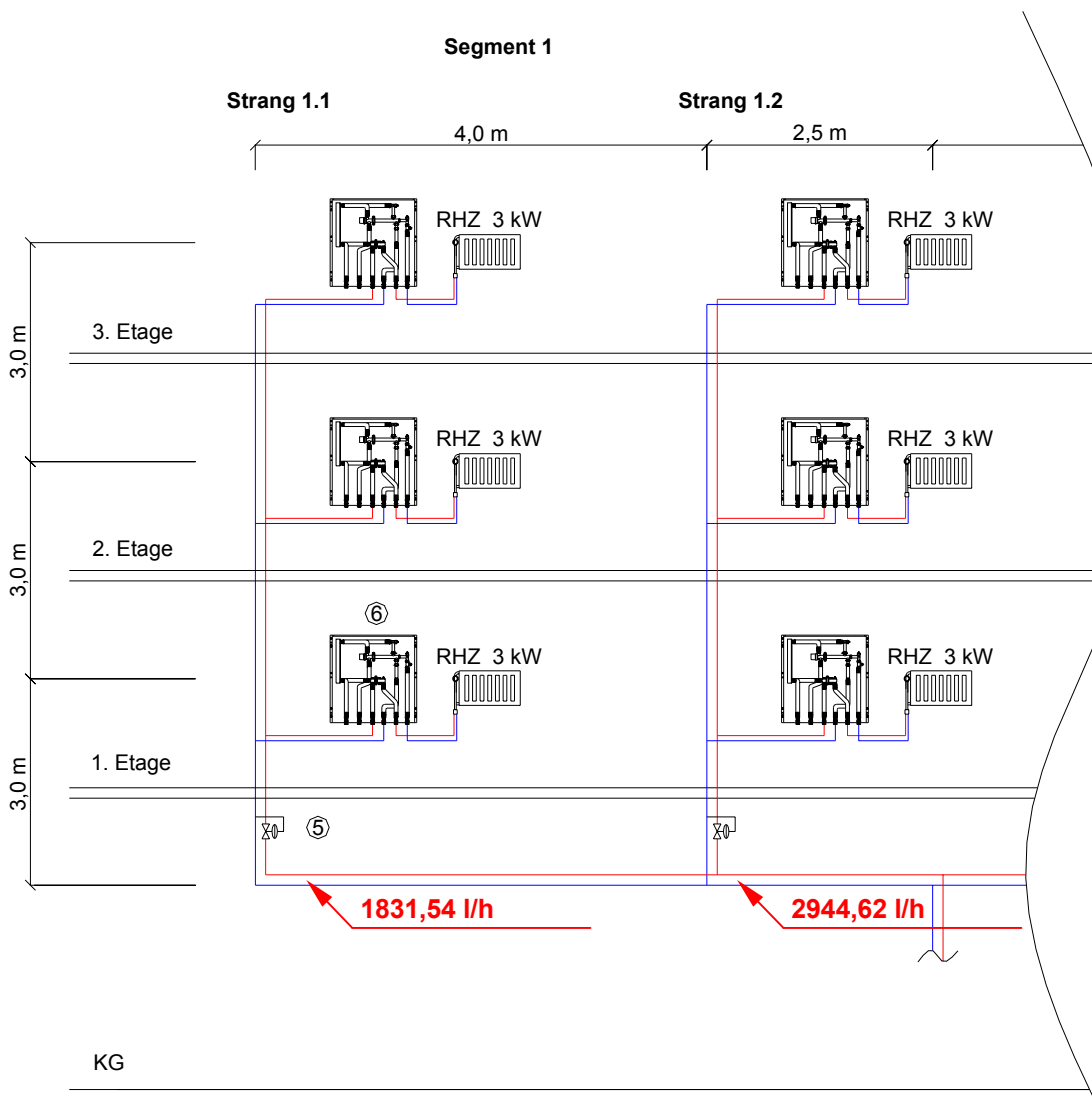 Segment 1
Strang 1.1
Strang 1.2
4,0 m
2,5 m
RHZ 3 kW
RHZ 3 kW
3,0 m
3. Etage
RHZ 3 kW
RHZ 3 kW
3,0 m
2. Etage
6
RHZ 3 kW
RHZ 3 kW
3,0 m
1. Etage
5
1831,54 l/h
2944,62 l/h
KG